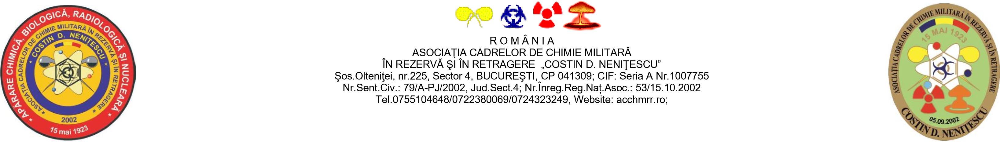 * APĂRARE CHIMICĂ, BIOLOGICĂ, RADIOLOGICĂ ŞI NUCLEARĂ *
15 mai 1923
* ASOCIAŢIA CADRELOR DE CHIMIE MILITARĂ ÎN REZERVĂ ŞI ÎN RETRAGERE *
2002
* COSTIN D. NENIŢESCU *
R O M Â N I A
ASOCIAŢIA CADRELOR DE CHIMIE MILITARĂ
ÎN REZERVĂ ŞI ÎN RETRAGERE „COSTIN D. NENIŢESCU”
Şos.Olteniţei, nr.225, Sector 4, BUCUREŞTI, CP 041309; CIF: Seria A Nr.1007755
Nr.Sent.Civ.: 79/A-PJ/2002, Jud.Sect.4; Nr.Înreg.Reg.Naț.Asoc.: 53/15.10.2002
Tel.0755104648/0722380069/0724323249, Website: acchmrr.ro;
ASOCIAŢIA CADRELOR DE CHIMIE MILITARĂ ÎN REZERVĂ ŞI ÎN RETRAGERE
15 MAI 1923
05.09.2002
COSTIN D. NENIŢESCU